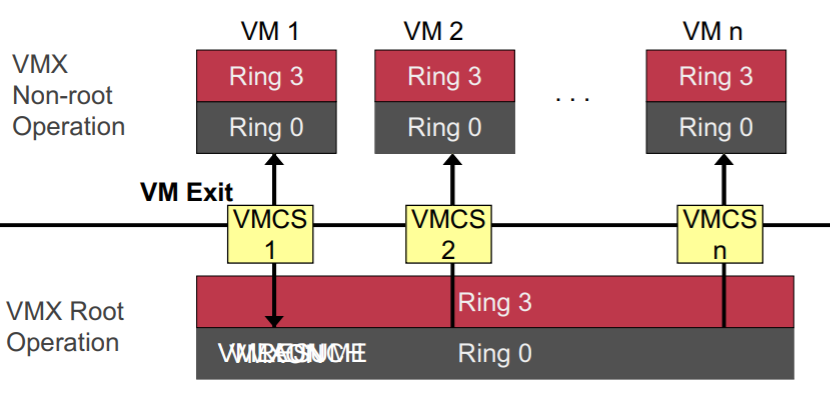 VM 1 VM 2 VM n
VMX
Non-root
Operation
Ring 3 Ring 3 . . . Ring 3
Ring 0 Ring 0 Ring 0
VM Exit
VMCS
1
VMCS
2
VMCS
n
VMX Root
Operation
Ring 3
Ring 0